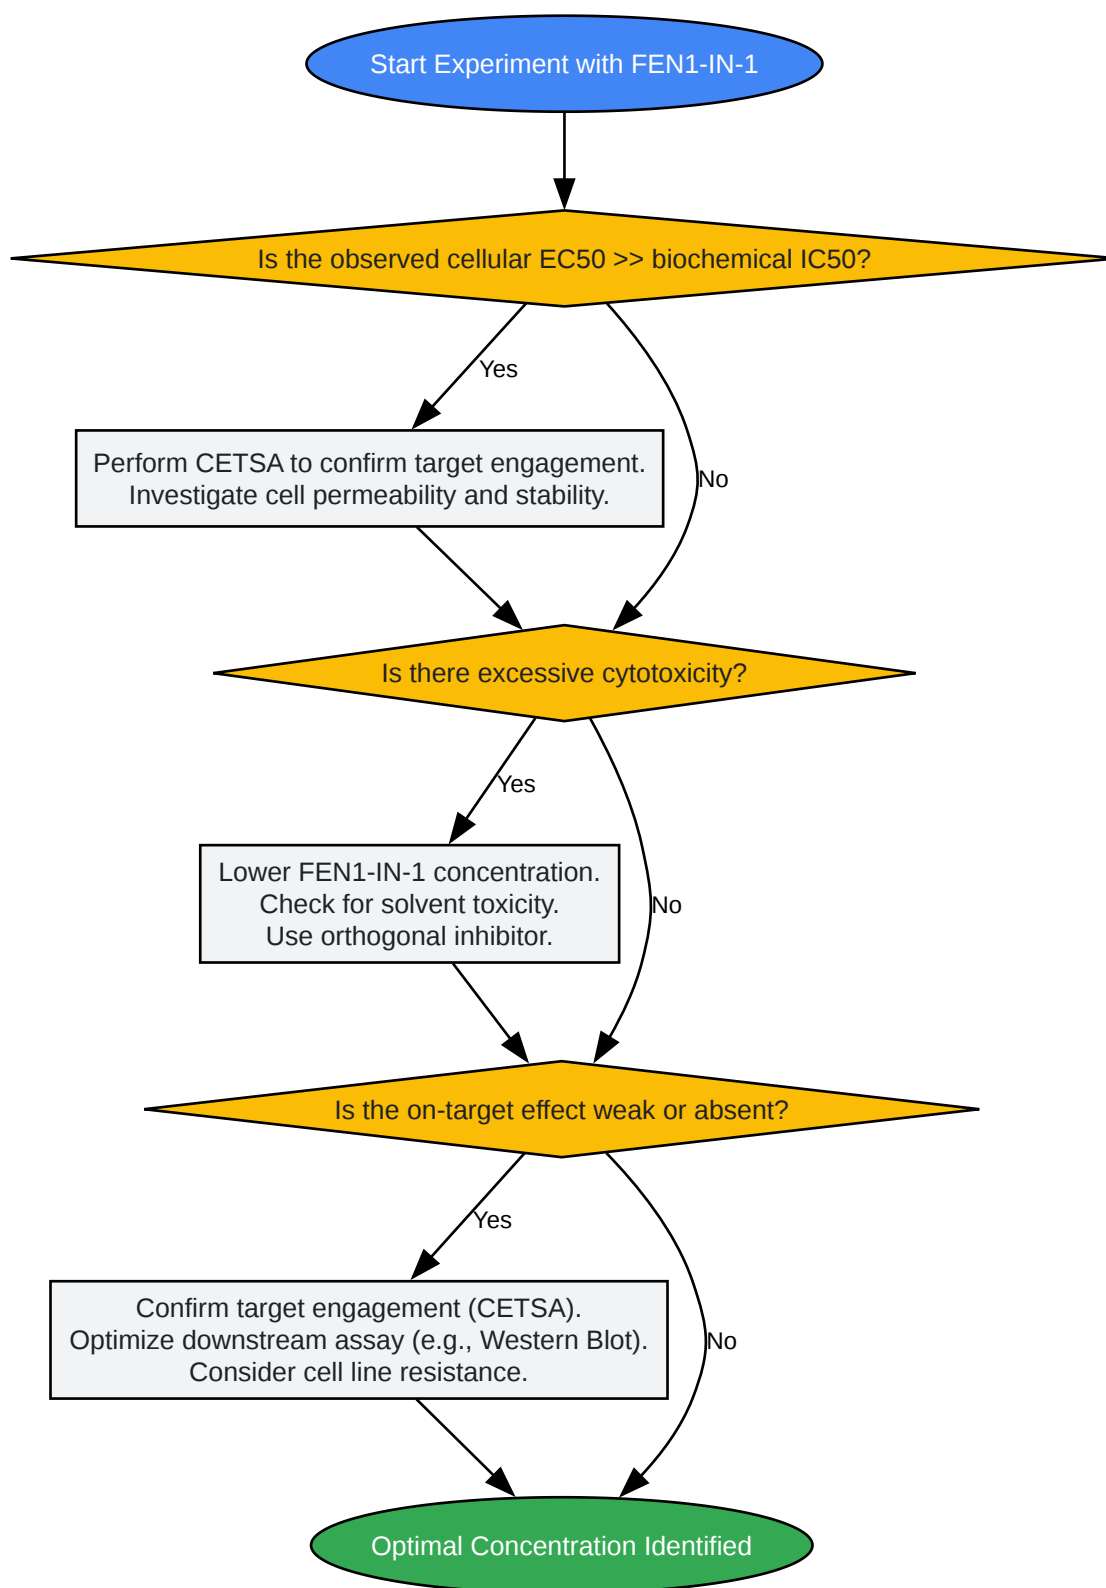 Start Experiment with FEN1-IN-1
Is the observed cellular EC50 >> biochemical IC50?
Yes
Perform CETSA to confirm target engagement.
Investigate cell permeability and stability.
No
Is there excessive cytotoxicity?
Yes
Lower FEN1-IN-1 concentration.
Check for solvent toxicity.
Use orthogonal inhibitor.
No
Is the on-target effect weak or absent?
Yes
Confirm target engagement (CETSA).
Optimize downstream assay (e.g., Western Blot).
Consider cell line resistance.
No
Optimal Concentration Identified